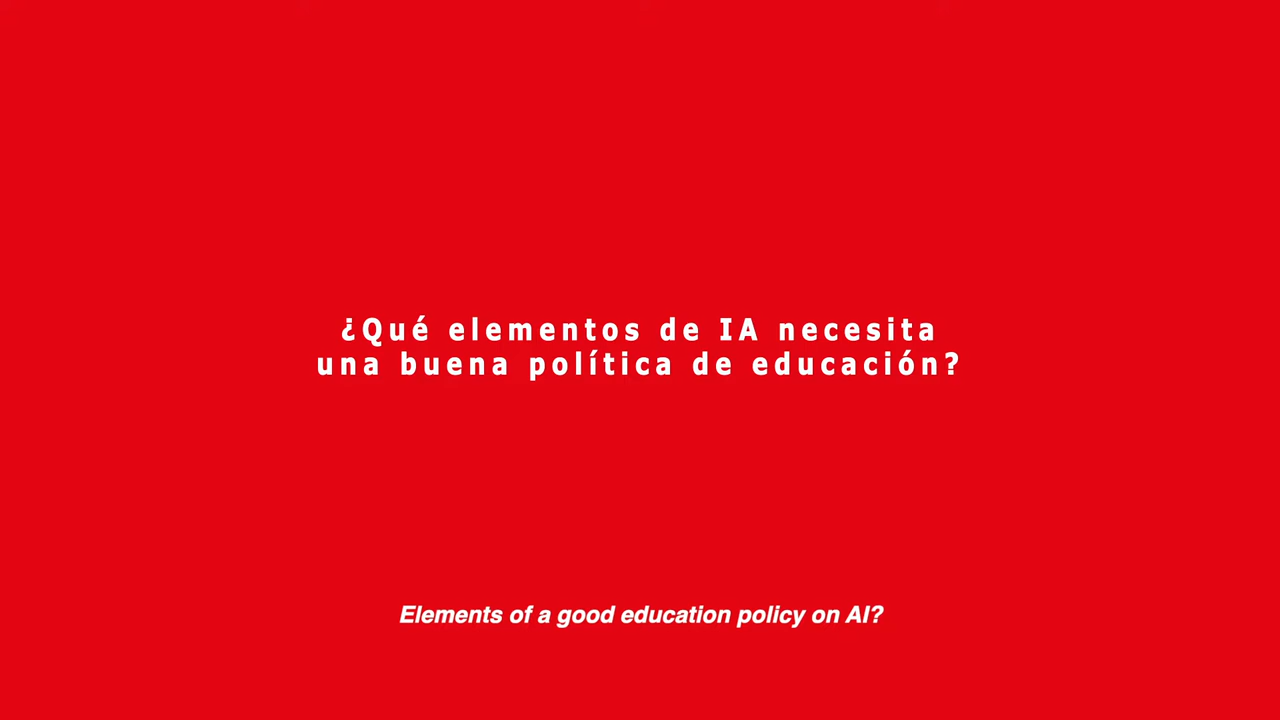 ¿Qué elementos de IA necesita
una buena política de educación?
Elements of a good education policy on AI?